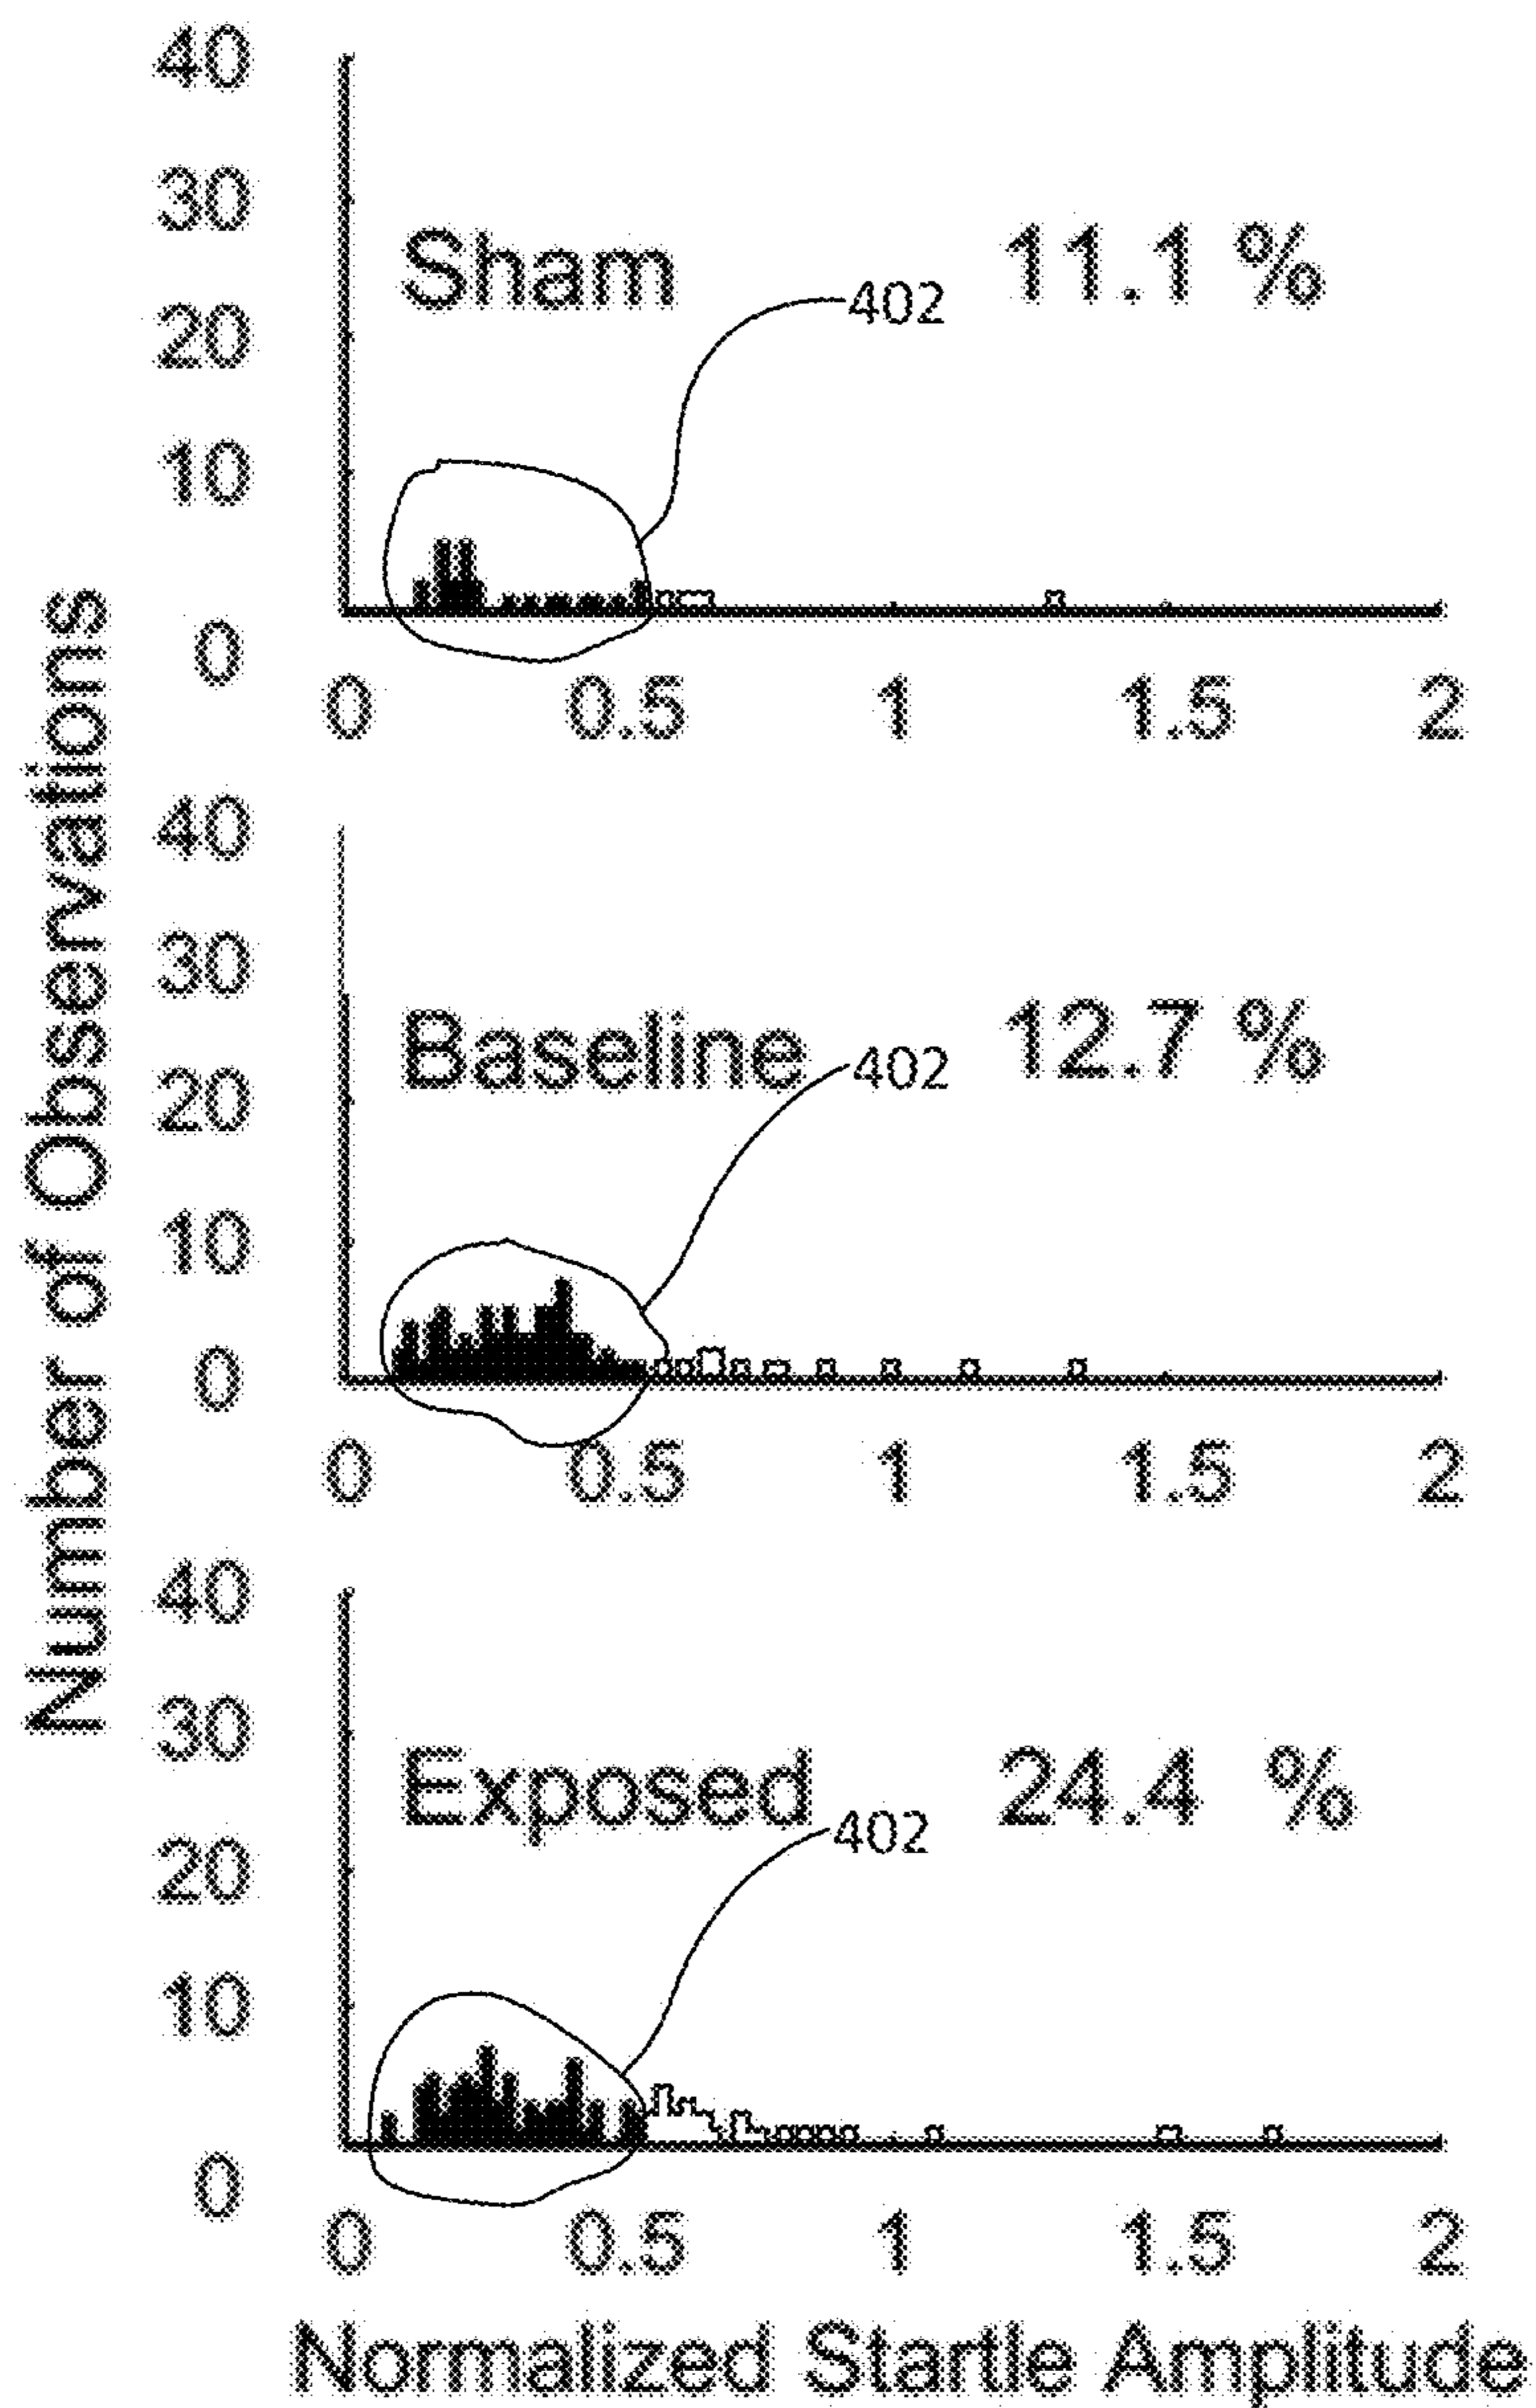 40
30
Sham 11.1 %
402
20
10
0
0 0.5 1 1.5 2
Number of Observations
40
30
Baseline 12.7 %
402
20
10
0
0 0.5 1 1.5 2
40
30
Exposed 24.4 %
402
20
10
0
0 0.5 1 1.5 2
Normalized Startle Amplitude